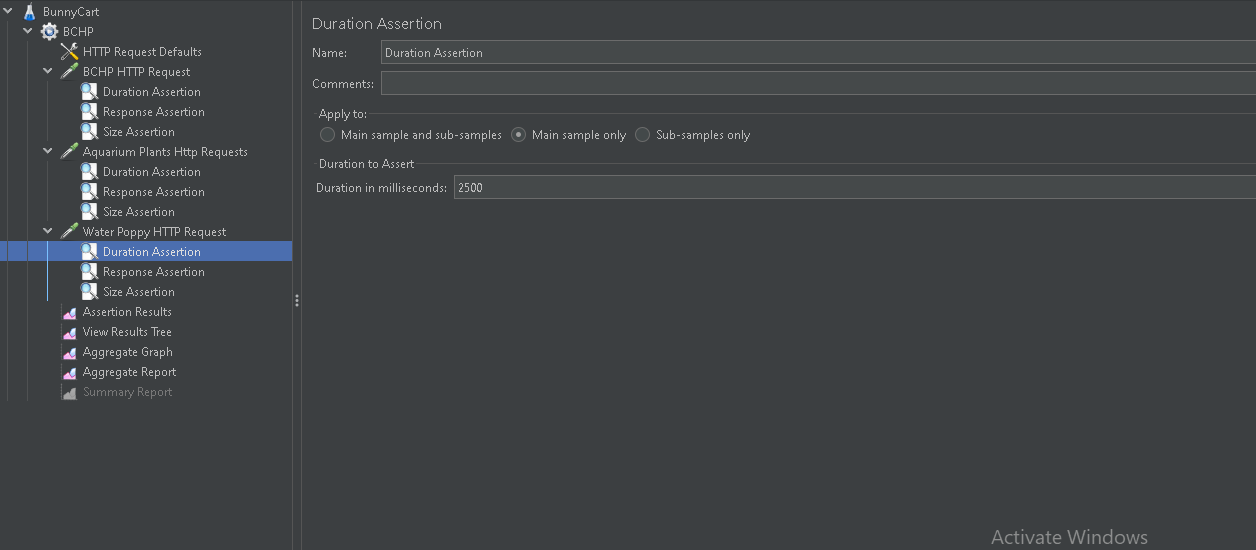 BunnyCart
BCHP
HTTP Request Defaults
BCHP HTTP Request
Duration Assertion
Response Assertion
Size Assertion
Aquarium Plants Http Requests
Duration Assertion
Response Assertion
Size Assertion
Water Poppy HTTP Request
Duration Assertion
Response Assertion
Size Assertion
Assertion Results
View Results Tree
Aggregate Graph
Aggregate Report
Summary Report
Duration Assertion
Name: Duration Assertion
Comments:
Apply to:
Main sample and sub-samples Main sample only Sub-samples only
Duration to Assert
Duration in milliseconds: 2500
Activate Windows